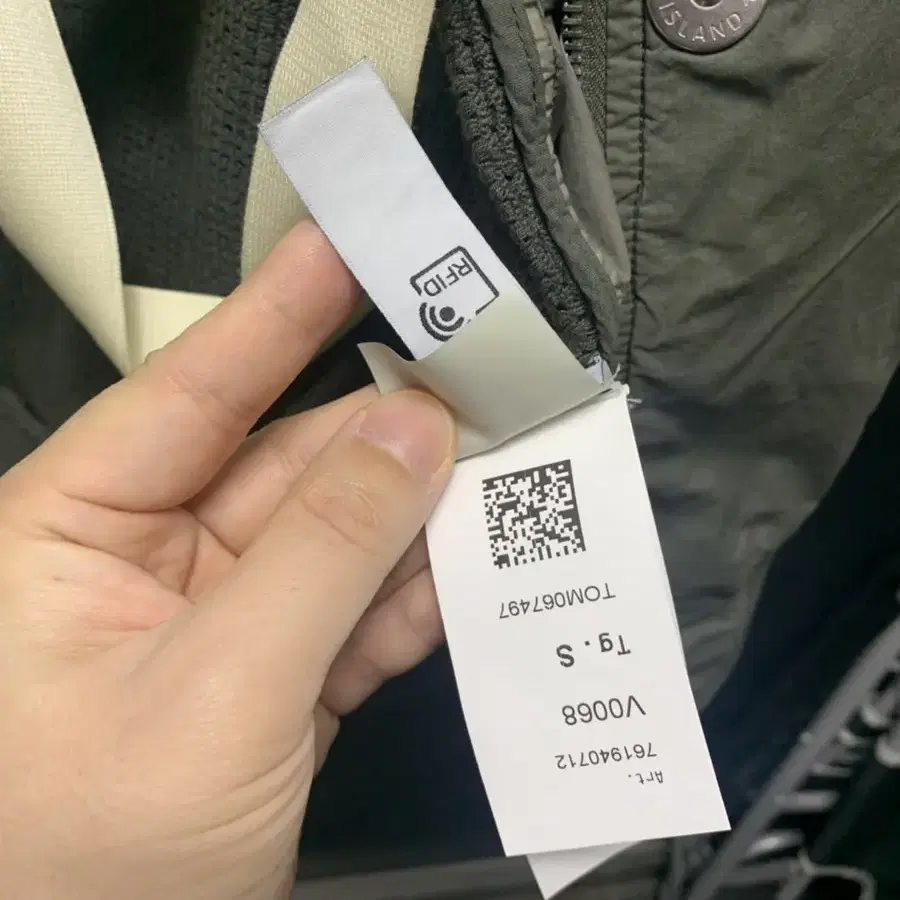 ISLAND
RFID
Art.
761940712
V0068
Tg. S
TOM067497